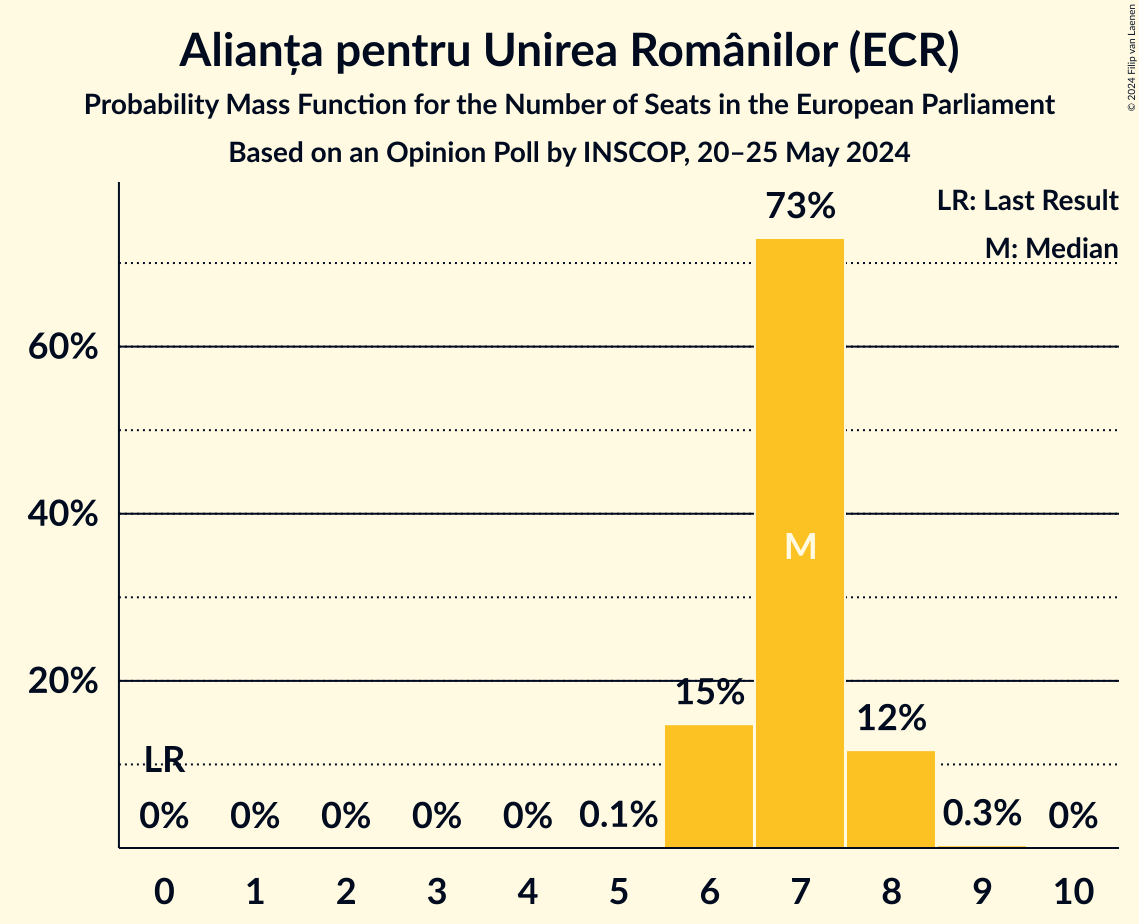 Alianța pentru Unirea Românilor (ECR)
Probability Mass Function for the Number of Seats in the European Parliament
Based on an Opinion Poll by INSCOP, 20–25 May 2024
© 2024 Filip van Laenen
LR: Last Result
M: Median
73%
60%
40%
M
20%
15%
12%
LR
0% 0% 0% 0% 0% 0.1% 0.3% 0%
0 1 2 3 4 5 6 7 8 9 10